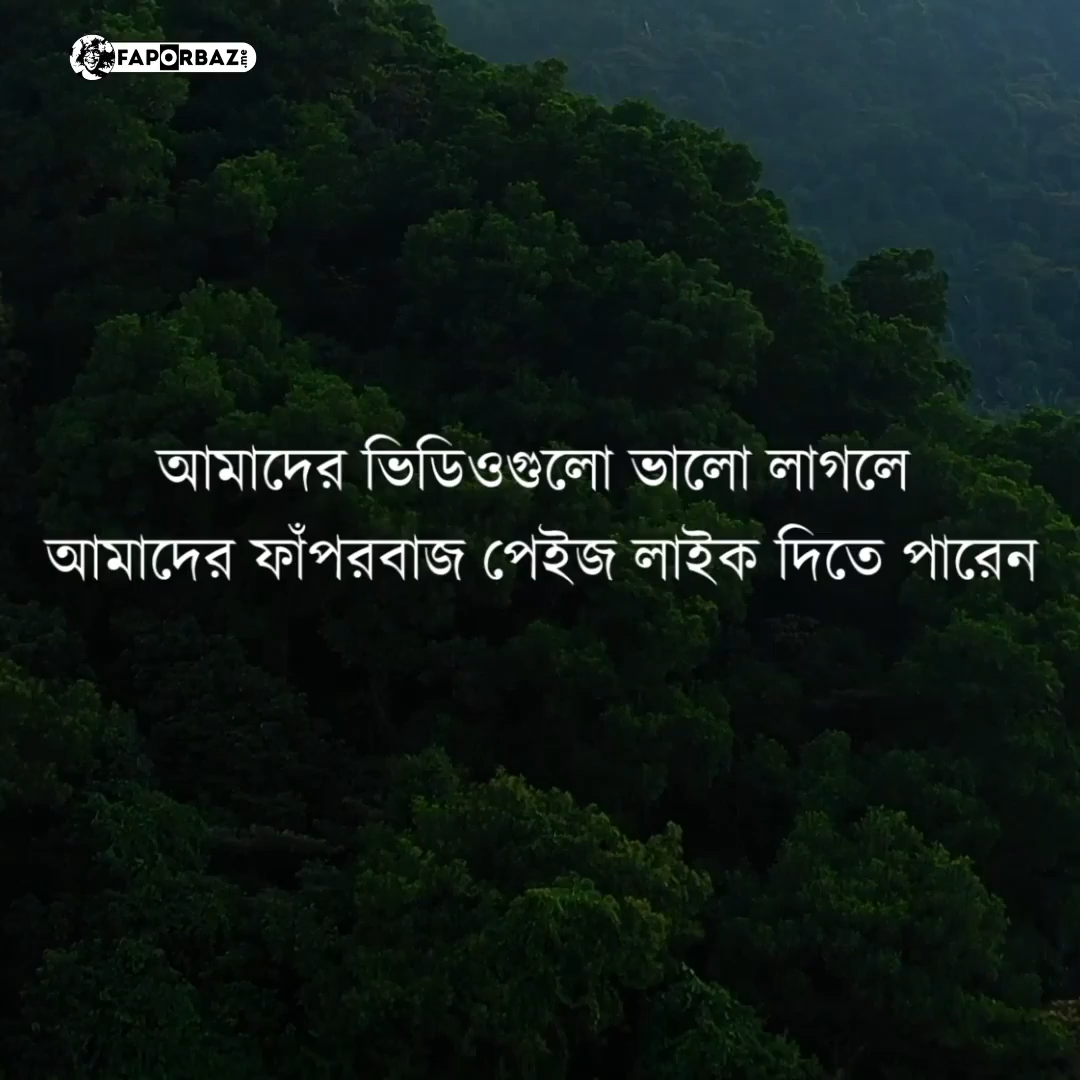 FAPORBAZ
আমাদের ভিডিওগুলো ভালো লাগলে
আমাদের ফাঁপরবাজ পেইজ লাইক দিতে পারেন